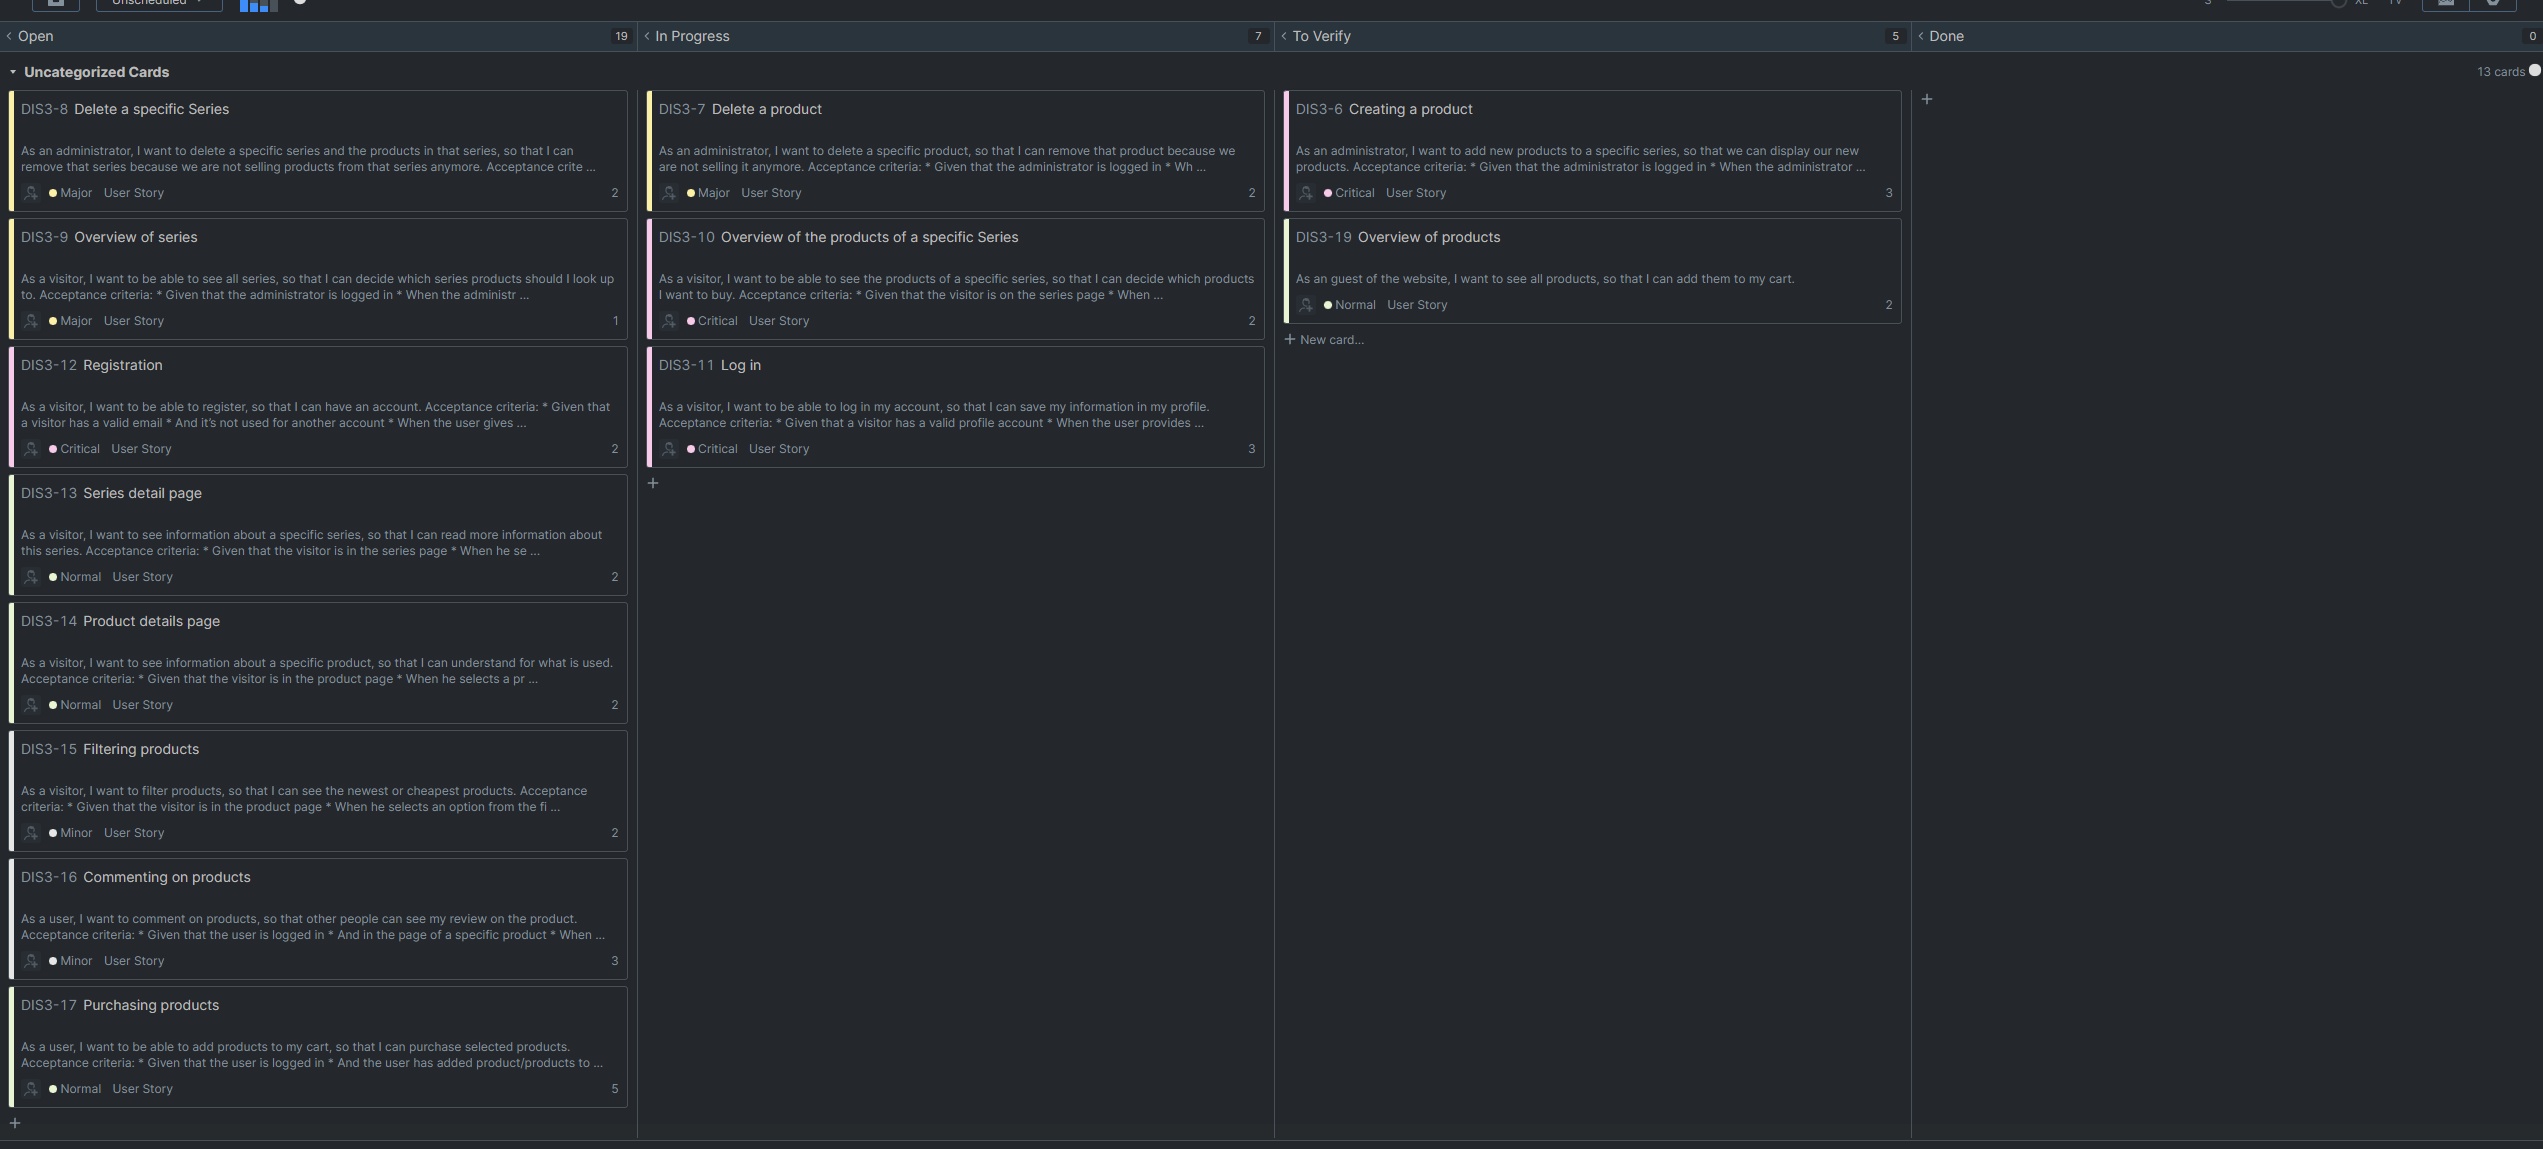 Unscheduled
S XL TV
Open 19
In Progress 7
To Verify 5
Done 0
Uncategorized Cards
13 cards
DIS3-8 Delete a specific Series
As an administrator, I want to delete a specific series and the products in that series, so that I can
remove that series because we are not selling products from that series anymore. Acceptance crite ...
Major User Story 2
DIS3-9 Overview of series
As a visitor, I want to be able to see all series, so that I can decide which series products should I look up
to. Acceptance criteria: * Given that the administrator is logged in * When the administr ...
Major User Story 1
DIS3-12 Registration
As a visitor, I want to be able to register, so that I can have an account. Acceptance criteria: * Given that
a visitor has a valid email * And it's not used for another account * When the user gives ...
Critical User Story 2
DIS3-13 Series detail page
As a visitor, I want to see information about a specific series, so that I can read more information about
this series. Acceptance criteria: * Given that the visitor is in the series page * When he se ...
Normal User Story 2
DIS3-14 Product details page
As a visitor, I want to see information about a specific product, so that I can understand for what is used.
Acceptance criteria: * Given that the visitor is in the product page * When he selects a pr ...
Normal User Story 2
DIS3-15 Filtering products
As a visitor, I want to filter products, so that I can see the newest or cheapest products. Acceptance
criteria: * Given that the visitor is in the product page * When he selects an option from the fi ...
Minor User Story 2
DIS3-16 Commenting on products
As a user, I want to comment on products, so that other people can see my review on the product.
Acceptance criteria: * Given that the user is logged in * And in the page of a specific product * When ...
Minor User Story 3
DIS3-17 Purchasing products
As a user, I want to be able to add products to my cart, so that I can purchase selected products.
Acceptance criteria: * Given that the user is logged in * And the user has added product/products to ...
Normal User Story 5
DIS3-7 Delete a product
As an administrator, I want to delete a specific product, so that I can remove that product because we
are not selling it anymore. Acceptance criteria: * Given that the administrator is logged in * Wh ...
Major User Story 2
DIS3-10 Overview of the products of a specific Series
As a visitor, I want to be able to see the products of a specific series, so that I can decide which products
I want to buy. Acceptance criteria: * Given that the visitor is on the series page * When ...
Critical User Story 2
DIS3-11 Log in
As a visitor, I want to be able to log in my account, so that I can save my information in my profile.
Acceptance criteria: * Given that a visitor has a valid profile account * When the user provides ...
Critical User Story 3
DIS3-6 Creating a product
As an administrator, I want to add new products to a specific series, so that we can display our new
products. Acceptance criteria: * Given that the administrator is logged in * When the administrator ...
Critical User Story 3
DIS3-19 Overview of products
As an guest of the website, I want to see all products, so that I can add them to my cart.
Normal User Story 2
New card...